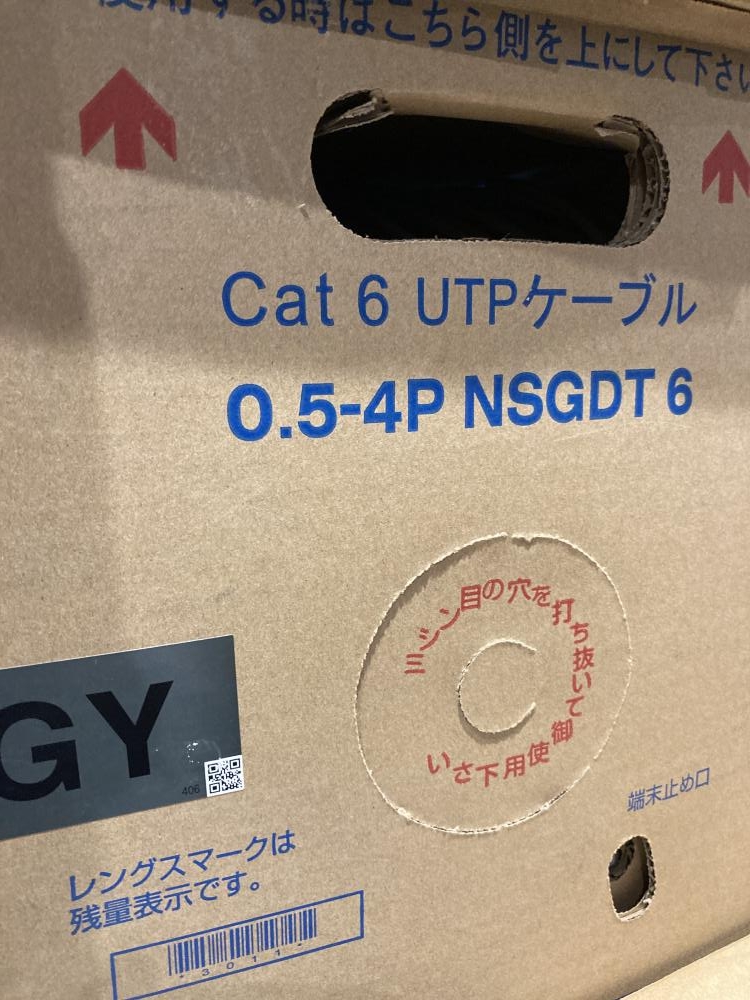 使用する時はこちら側を上にして下さい
Cat 6 UTPケーブル
0.5-4P NSGDT 6
ミシン目の穴を打ち抜いて御使用下さい
GY
406
端末止め口
レングスマークは
残量表示です。
*3011*